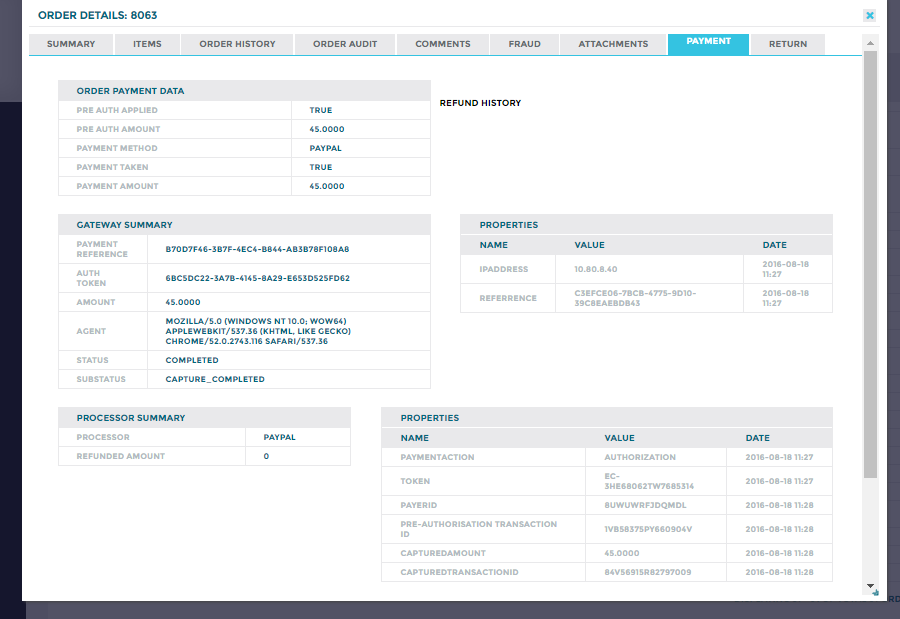 ORDER DETAILS: 8063
SUMMARY ITEMS ORDER HISTORY ORDER AUDIT COMMENTS FRAUD ATTACHMENTS PAYMENT RETURN
ORDER PAYMENT DATA
PRE AUTH APPLIED TRUE
PRE AUTH AMOUNT 45.0000
PAYMENT METHOD PAYPAL
PAYMENT TAKEN TRUE
PAYMENT AMOUNT 45.0000
REFUND HISTORY
GATEWAY SUMMARY
PAYMENT
REFERENCE B70D7F46-3B7F-4EC4-B844-AB3B78F108A8
AUTH
TOKEN 6BC5DC22-3A7B-4145-8A29-E653D525FD62
AMOUNT 45.0000
AGENT MOZILLA/5.0 (WINDOWS NT 10.0; WOW64)
APPLEWEBKIT/537.36 (KHTML, LIKE GECKO)
CHROME/52.0.2743.116 SAFARI/537.36
STATUS COMPLETED
SUBSTATUS CAPTURE_COMPLETED
PROPERTIES
NAME VALUE DATE
IPADDRESS 10.80.8.40 2016-08-18
11:27
REFERRENCE C3EFCE06-7BCB-4775-9D10- 2016-08-18
39C8EAEBDB43 11:27
PROCESSOR SUMMARY
PROCESSOR PAYPAL
REFUNDED AMOUNT 0
PROPERTIES
NAME VALUE DATE
PAYMENTACTION AUTHORIZATION 2016-08-18 11:27
TOKEN EC-
3HE68062TW7685314 2016-08-18 11:27
PAYERID 8UWUWRFJDQMDL 2016-08-18 11:28
PRE-AUTHORISATION TRANSACTION
ID 1VB58375PY660904V 2016-08-18 11:28
CAPTUREDAMOUNT 45.0000 2016-08-18 11:28
CAPTUREDTRANSACTIONID 84V56915R82797009 2016-08-18 11:28